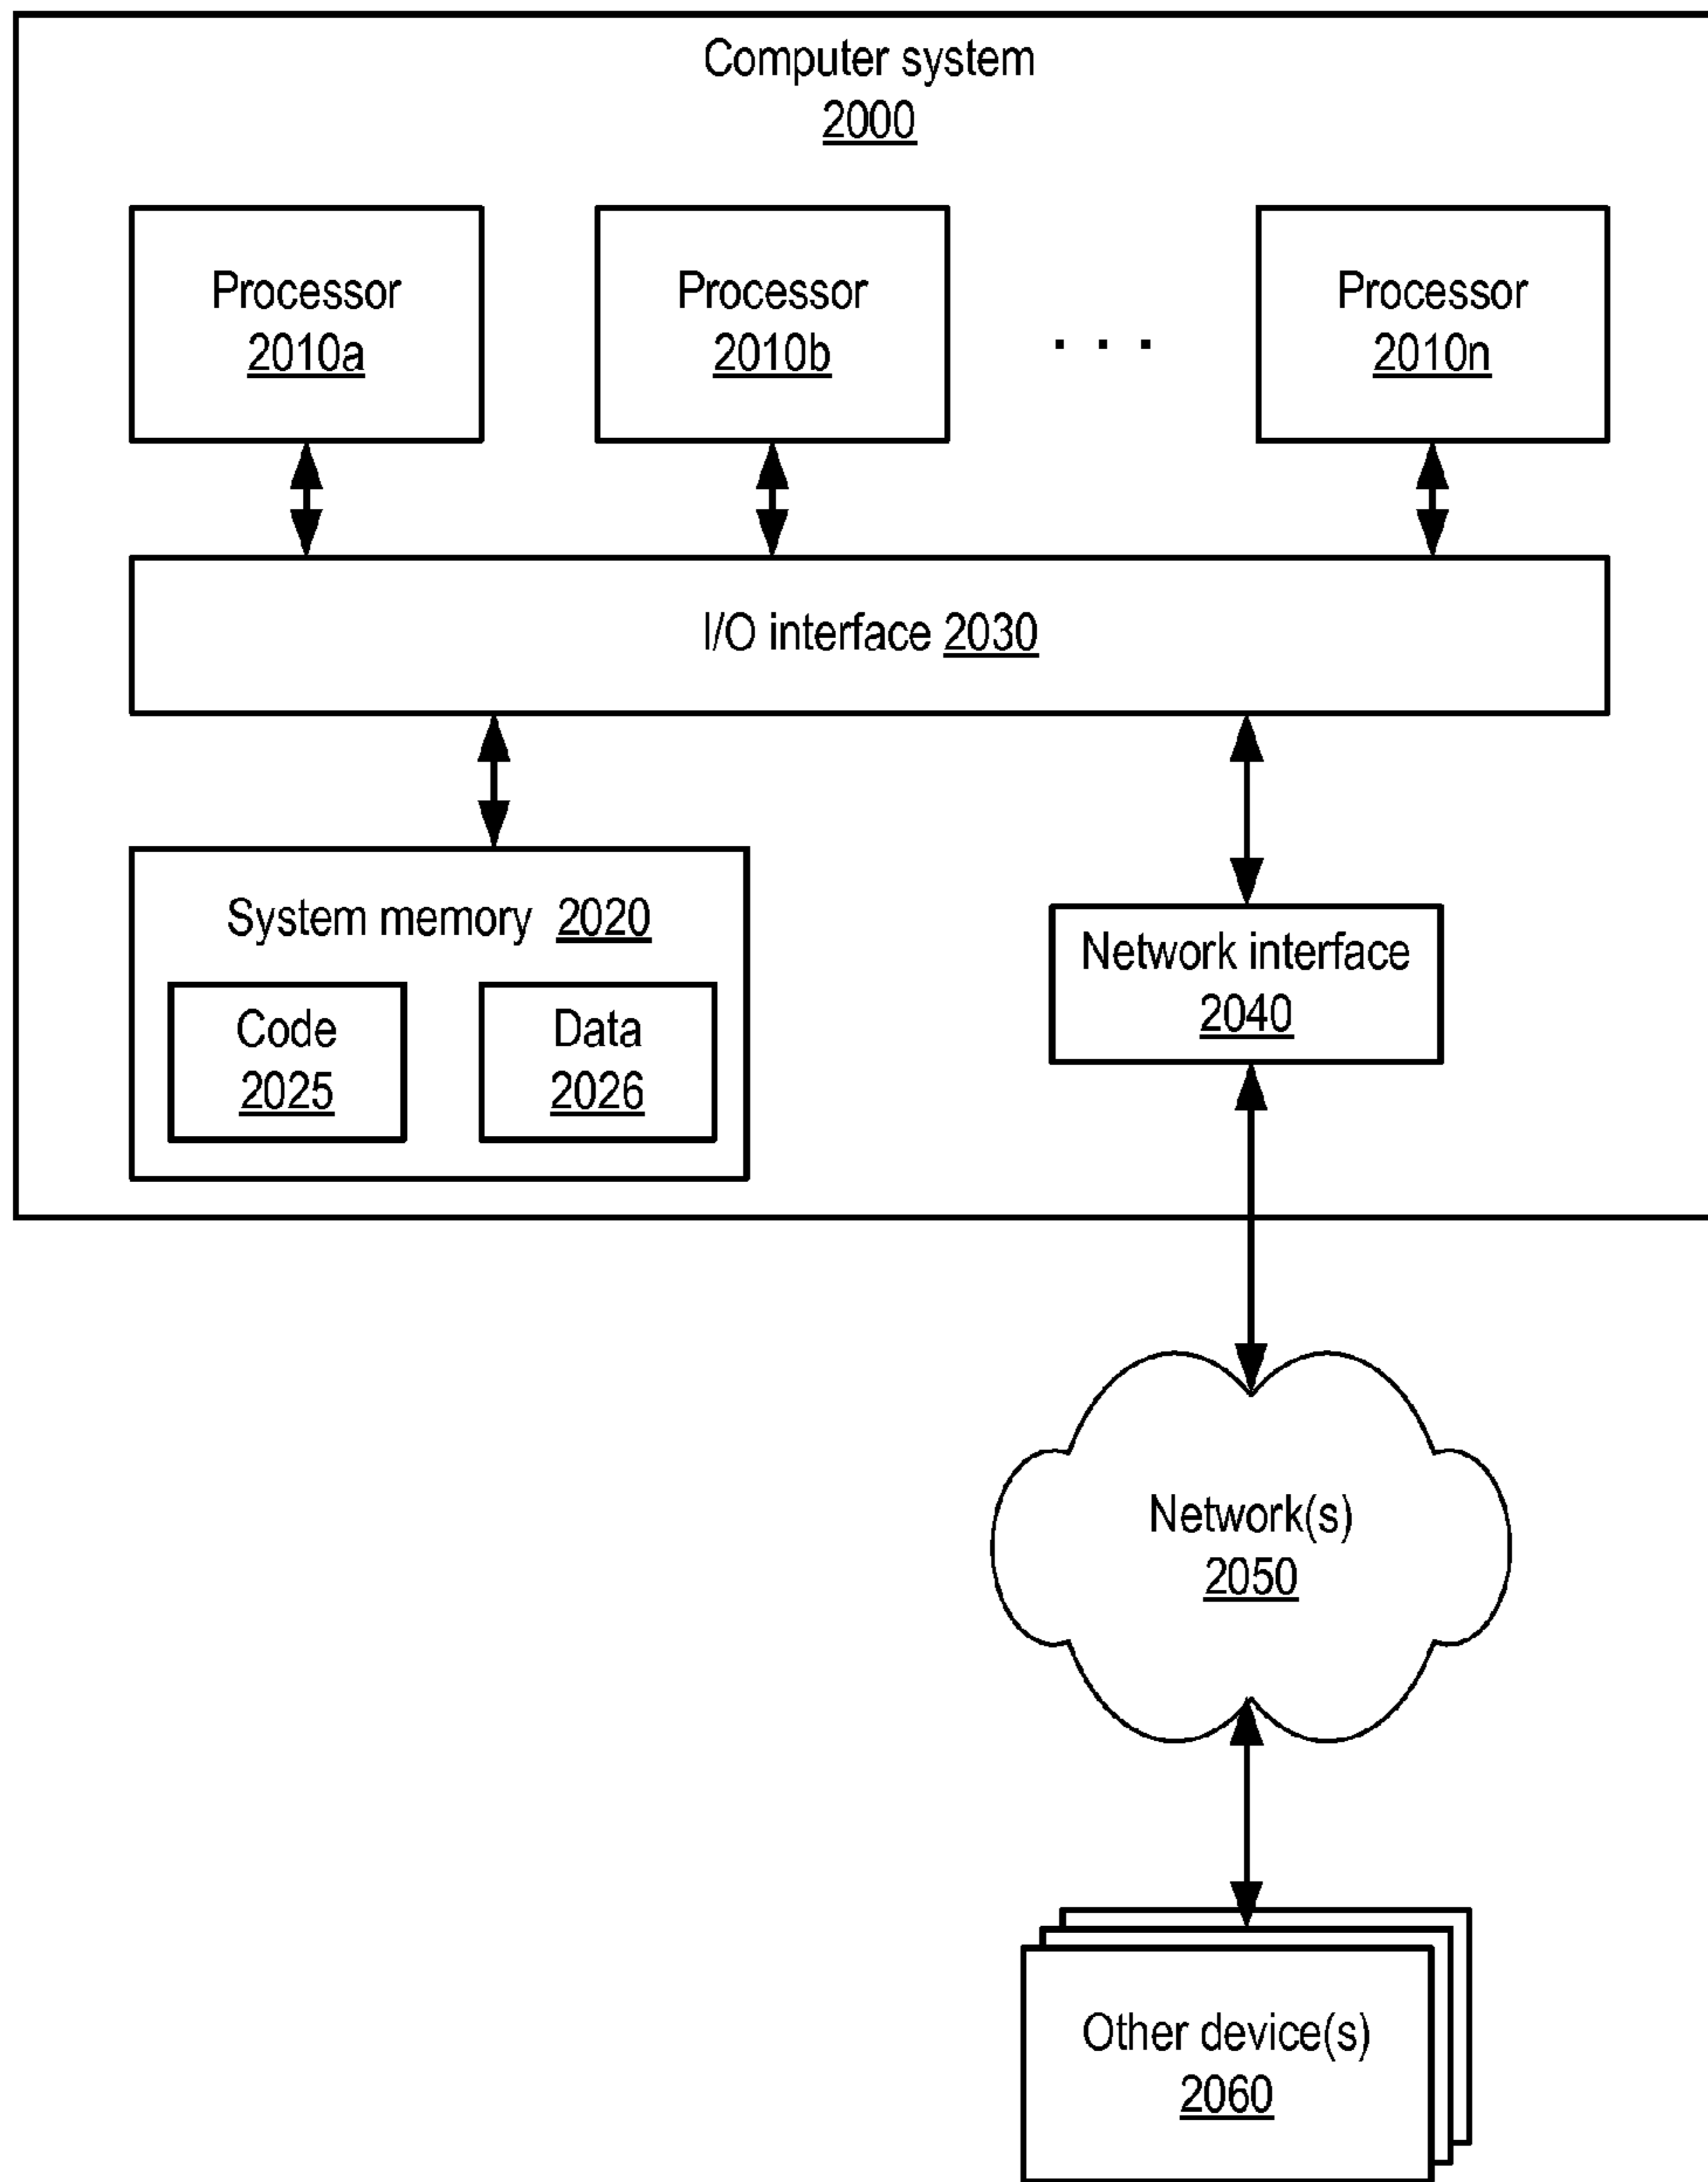 Computer system
2000
Processor
2010a
Processor
2010b
. . .
Processor
2010n
I/O interface 2030
System memory 2020
Code
2025
Data
2026
Network interface
2040
Network(s)
2050
Other device(s)
2060